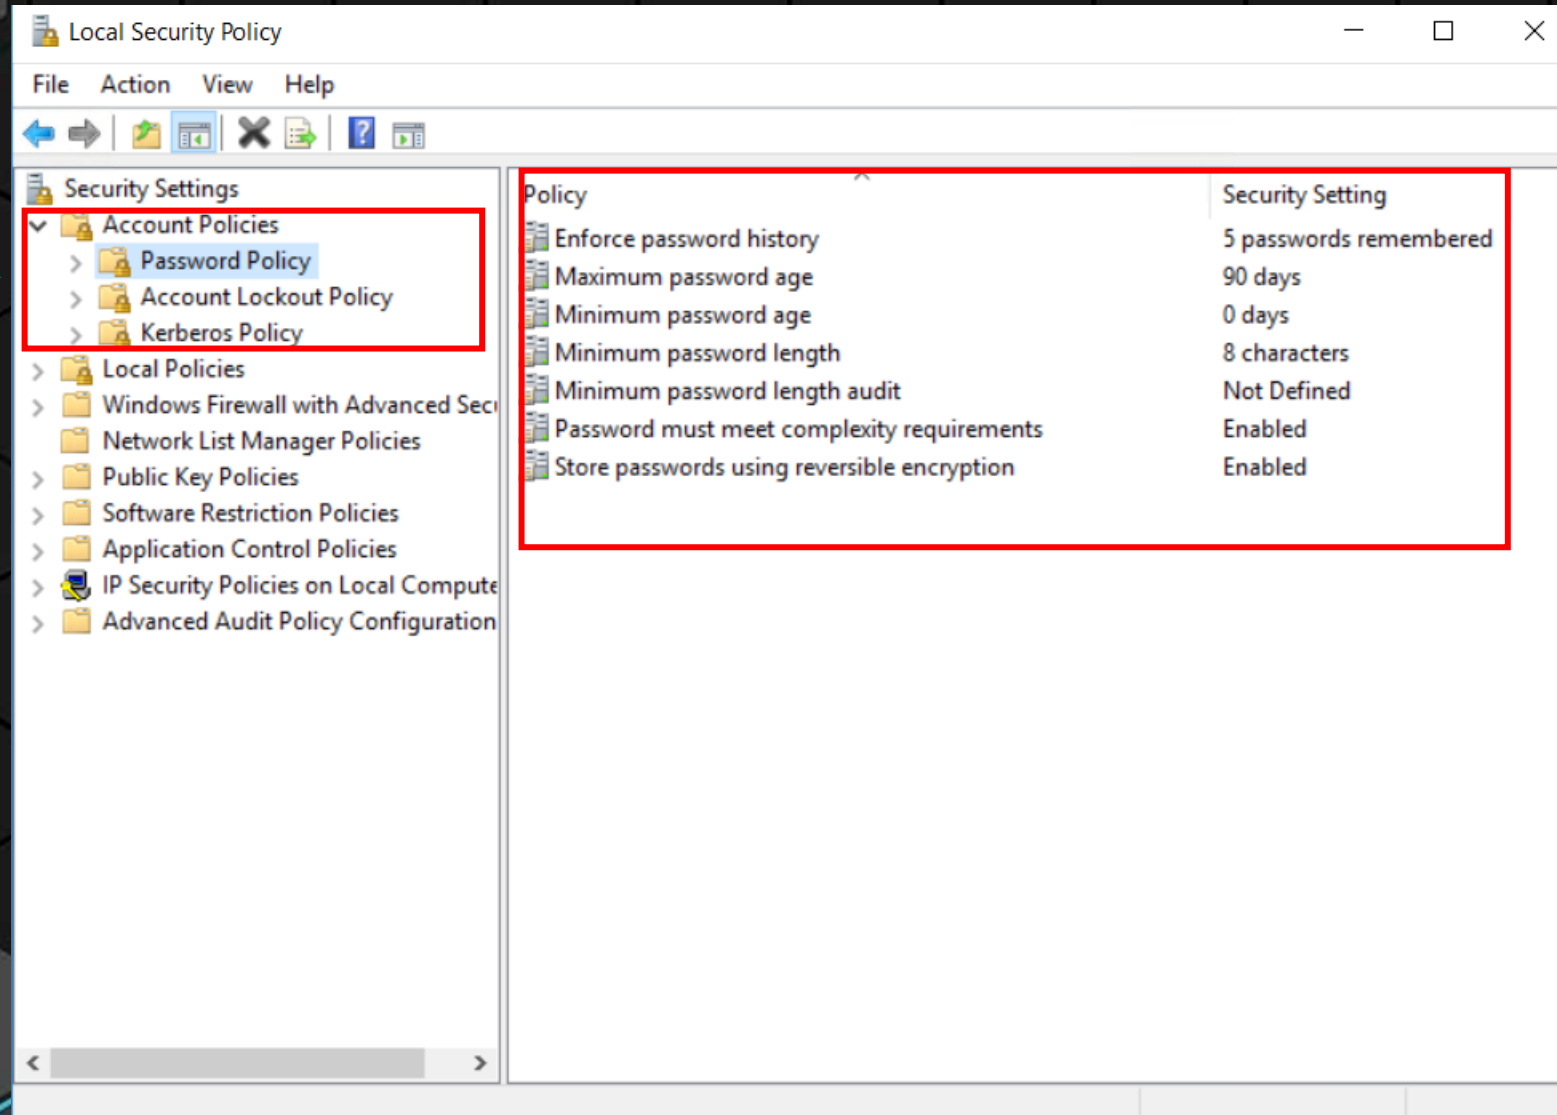 Local Security Policy
File Action View Help
Security Settings
Account Policies
Password Policy
Account Lockout Policy
Kerberos Policy
Local Policies
Windows Firewall with Advanced Secu
Network List Manager Policies
Public Key Policies
Software Restriction Policies
Application Control Policies
IP Security Policies on Local Compute
Advanced Audit Policy Configuration
Policy Security Setting
Enforce password history 5 passwords remembered
Maximum password age 90 days
Minimum password age 0 days
Minimum password length 8 characters
Minimum password length audit Not Defined
Password must meet complexity requirements Enabled
Store passwords using reversible encryption Enabled